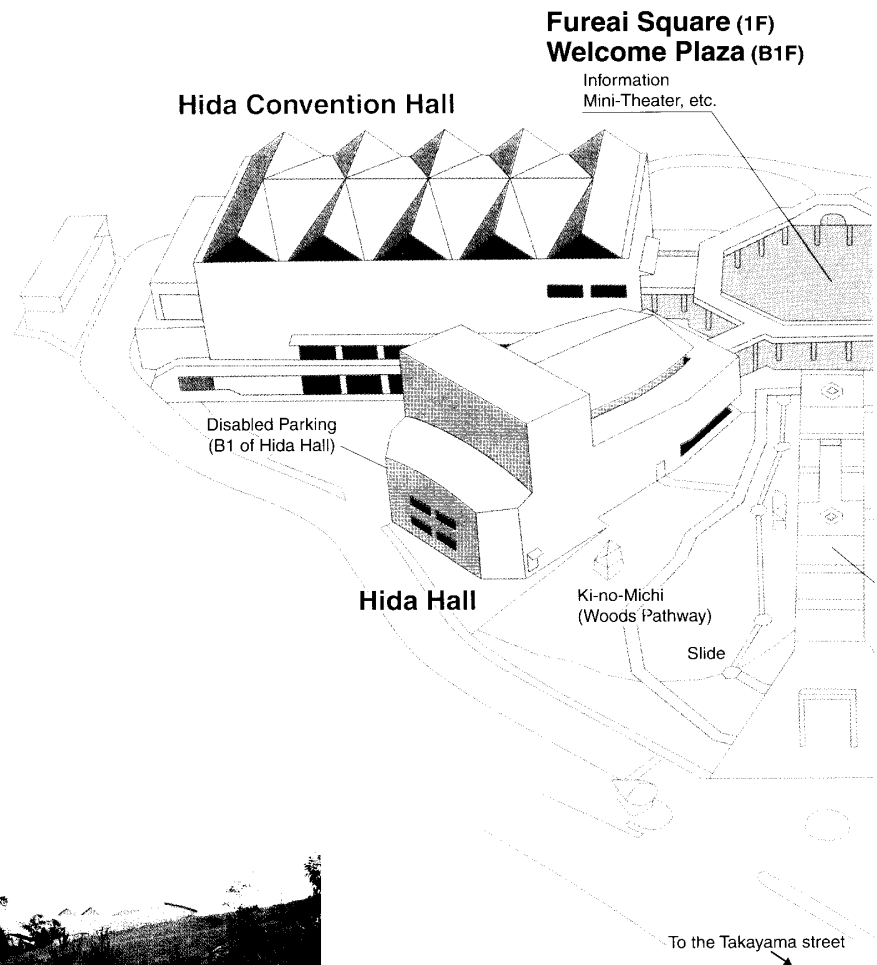 Fureai Square (1F)
Welcome Plaza (B1F)
Information
Mini-Theater, etc.
Hida Convention Hall
Disabled Parking
(B1 of Hida Hall)
Hida Hall
Ki-no-Michi
(Woods Pathway)
Slide
To the Takayama street